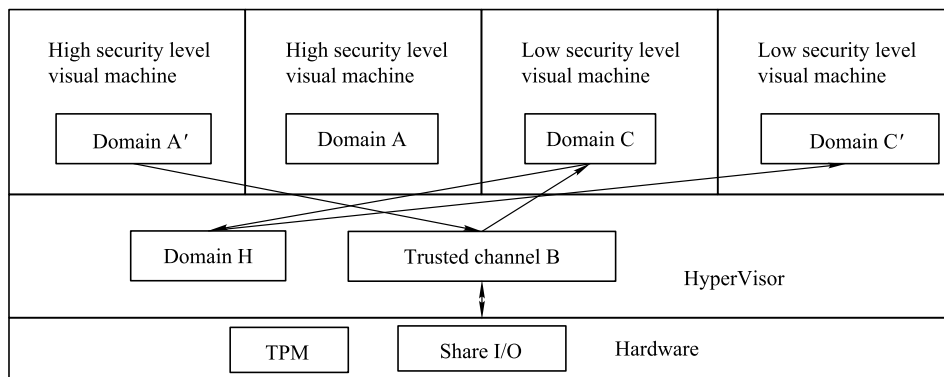 High security level
visual machine
High security level
visual machine
Low security level
visual machine
Low security level
visual machine
Domain A′
Domain A
Domain C
Domain C′
Domain H
Trusted channel B
HyperVisor
TPM
Share I/O
Hardware